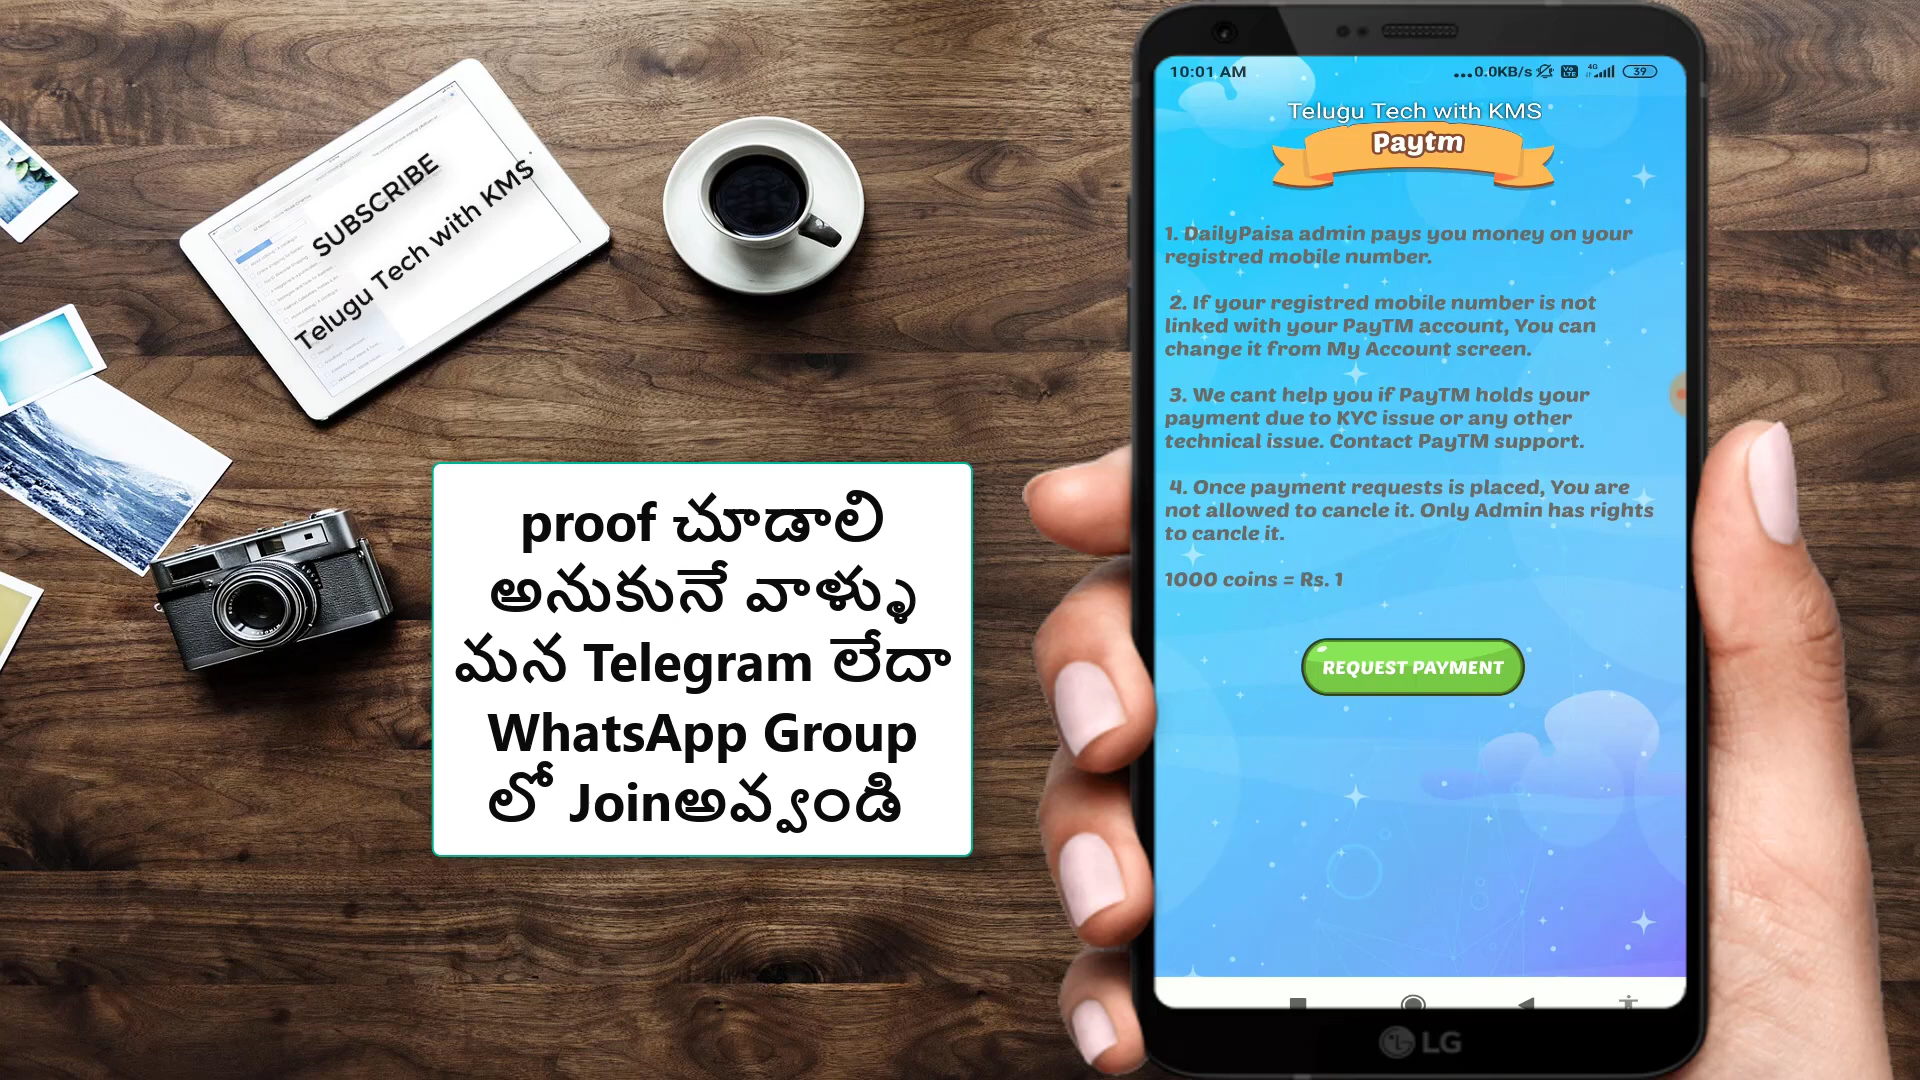 SUBSCRIBE
Telugu Tech with KMS
proof చూడాలి
అనుకునే వాళ్ళు
మన Telegram లేదా
WhatsApp Group
లో Joinఅవ్వండి
10:01 AM
...0.0KB/s
4G
39
Telugu Tech with KMS
Paytm
1. DailyPaisa admin pays you money on your
registred mobile number.
2. If your registred mobile number is not
linked with your PayTM account, You can
change it from My Account screen.
3. We cant help you if PayTM holds your
payment due to KYC issue or any other
technical issue. Contact PayTM support.
4. Once payment requests is placed, You are
not allowed to cancle it. Only Admin has rights
to cancle it.
1000 coins = Rs. 1
REQUEST PAYMENT
LG